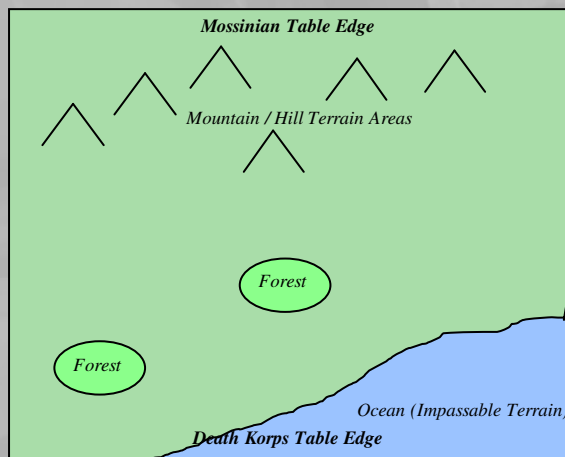 Mossinian Table Edge
Mountain / Hill Terrain Areas
Forest
Forest
Ocean (Impassable Terrain)
Death Korps Table Edge